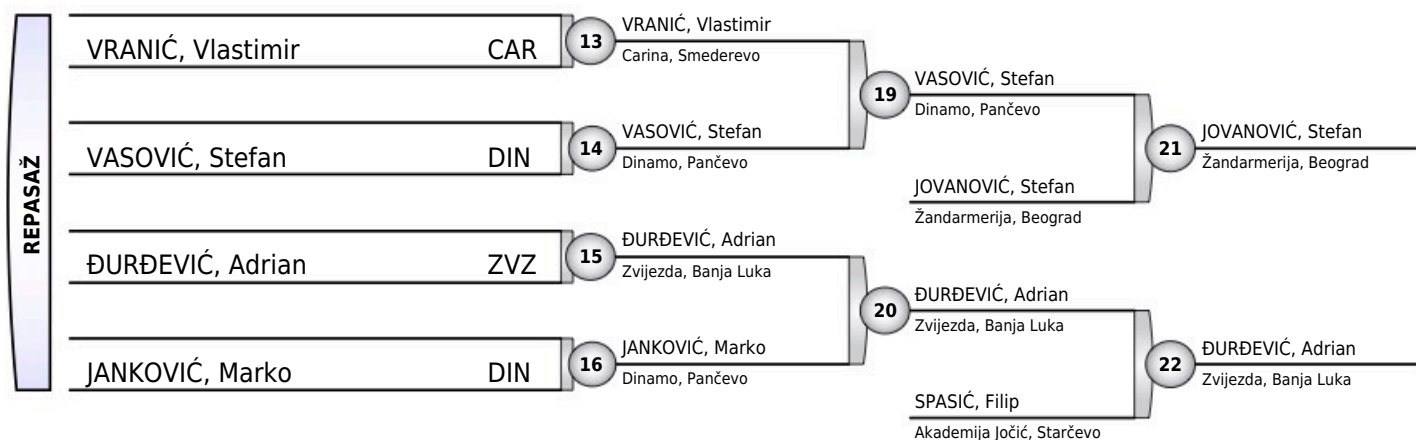 REPASAŽ
VRANIĆ, Vlastimir CAR
13
VRANIĆ, Vlastimir
Carina, Smederevo
VASOVIĆ, Stefan DIN
14
VASOVIĆ, Stefan
Dinamo, Pančevo
ĐURĐEVIĆ, Adrian ZVZ
15
ĐURĐEVIĆ, Adrian
Zvijezda, Banja Luka
JANKOVIĆ, Marko DIN
16
JANKOVIĆ, Marko
Dinamo, Pančevo
19
VASOVIĆ, Stefan
Dinamo, Pančevo
JOVANOVIĆ, Stefan
Žandarmerija, Beograd
20
ĐURĐEVIĆ, Adrian
Zvijezda, Banja Luka
SPASIĆ, Filip
Akademija Jočić, Starčevo
21
JOVANOVIĆ, Stefan
Žandarmerija, Beograd
22
ĐURĐEVIĆ, Adrian
Zvijezda, Banja Luka